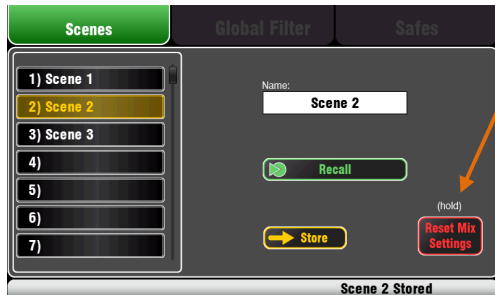 Scenes
Global Filter
Safes
1) Scene 1
2) Scene 2
3) Scene 3
4)
5)
6)
7)
Name:
Scene 2
Recall
Store
(hold)
Reset Mix
Settings
Scene 2 Stored